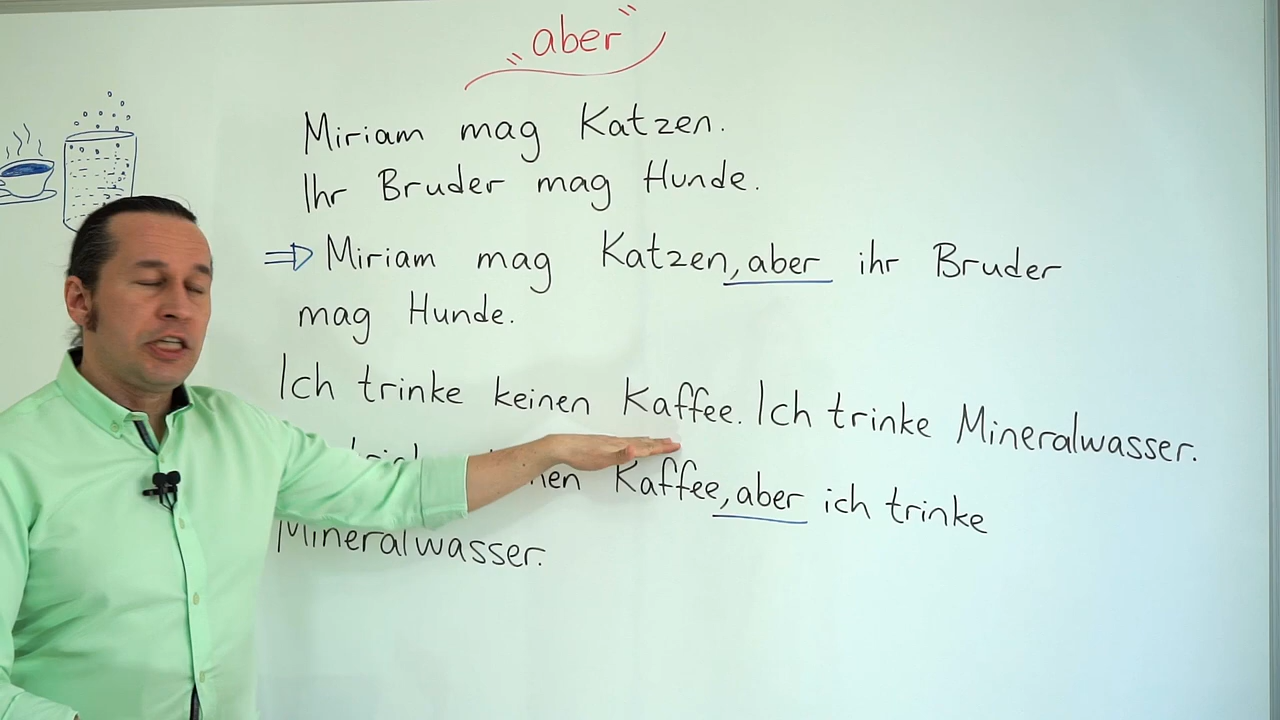 „aber"
Miriam mag Katzen.
Ihr Bruder mag Hunde.
⇒ Miriam mag Katzen, aber ihr Bruder
mag Hunde.
Ich trinke keinen Kaffee. Ich trinke Mineralwasser.
Kaffee, aber ich trinke
Mineralwasser.